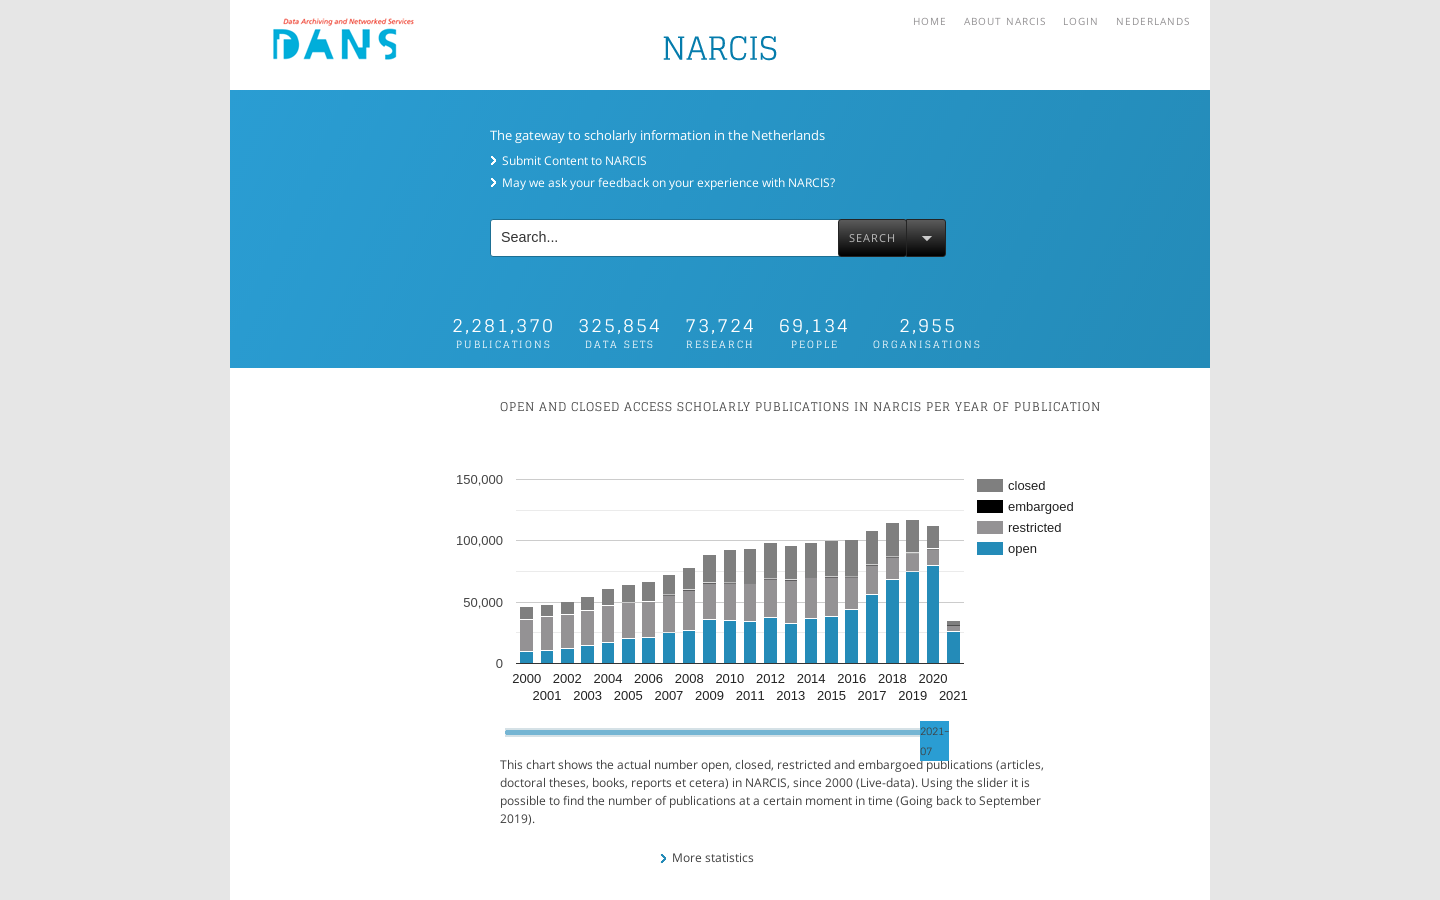 Data Archiving and Networked Services
DANS
NARCIS
HOME ABOUT NARCIS LOGIN NEDERLANDS
The gateway to scholarly information in the Netherlands
Submit Content to NARCIS
May we ask your feedback on your experience with NARCIS?
Search...
SEARCH
2,281,370 325,854 73,724 69,134 2,955
PUBLICATIONS DATA SETS RESEARCH PEOPLE ORGANISATIONS
OPEN AND CLOSED ACCESS SCHOLARLY PUBLICATIONS IN NARCIS PER YEAR OF PUBLICATION
150,000
100,000
50,000
0
closed
embargoed
restricted
open
2000 2002 2004 2006 2008 2010 2012 2014 2016 2018 2020
2001 2003 2005 2007 2009 2011 2013 2015 2017 2019 2021
2021-
07
This chart shows the actual number open, closed, restricted and embargoed publications (articles,
doctoral theses, books, reports et cetera) in NARCIS, since 2000 (Live-data). Using the slider it is
possible to find the number of publications at a certain moment in time (Going back to September
2019).
More statistics